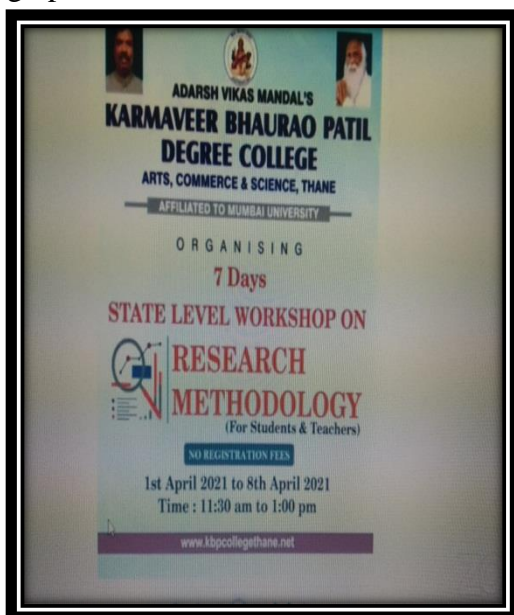 ADARSH VIKAS MANDAL'S
KARMAVEER BHAURAO PATIL
DEGREE COLLEGE
ARTS, COMMERCE & SCIENCE, THANE
AFFILIATED TO MUMBAI UNIVERSITY
ORGANISING
7 Days
STATE LEVEL WORKSHOP ON
RESEARCH
METHODOLOGY
(For Students & Teachers)
NO REGISTRATION FEES
1st April 2021 to 8th April 2021
Time : 11:30 am to 1:00 pm
www.kbpcollegethane.net